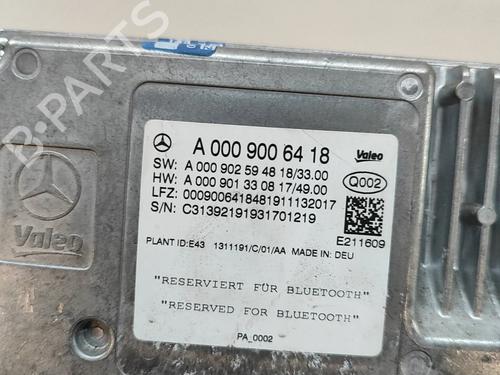 B-PARTS
A 000 900 64 18
Valeo
SW: A 000 902 59 48 18/33.00
HW: A 000 901 33 08 17/49.00
Q002
LFZ: 000900641848191113 2017
S/N: C31392191931701219
E211609
PLANT ID:E43 1311191/C/01/AA MADE IN: DEU
"RESERVIERT FÜR BLUETOOTH"
"RESERVED FOR BLUETOOTH"
PA_0002
Valeo